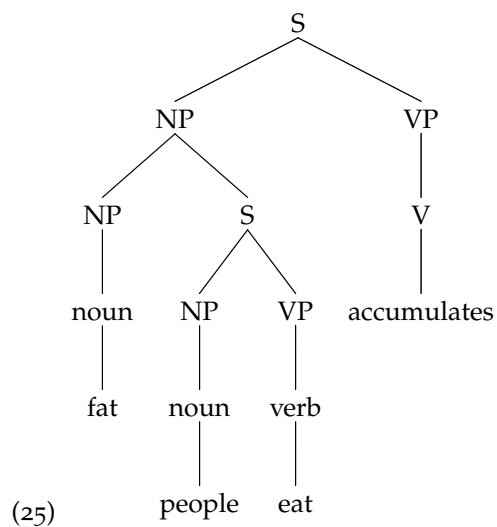 S
NP VP
NP S V
noun NP VP accumulates
fat noun verb
(25) people eat